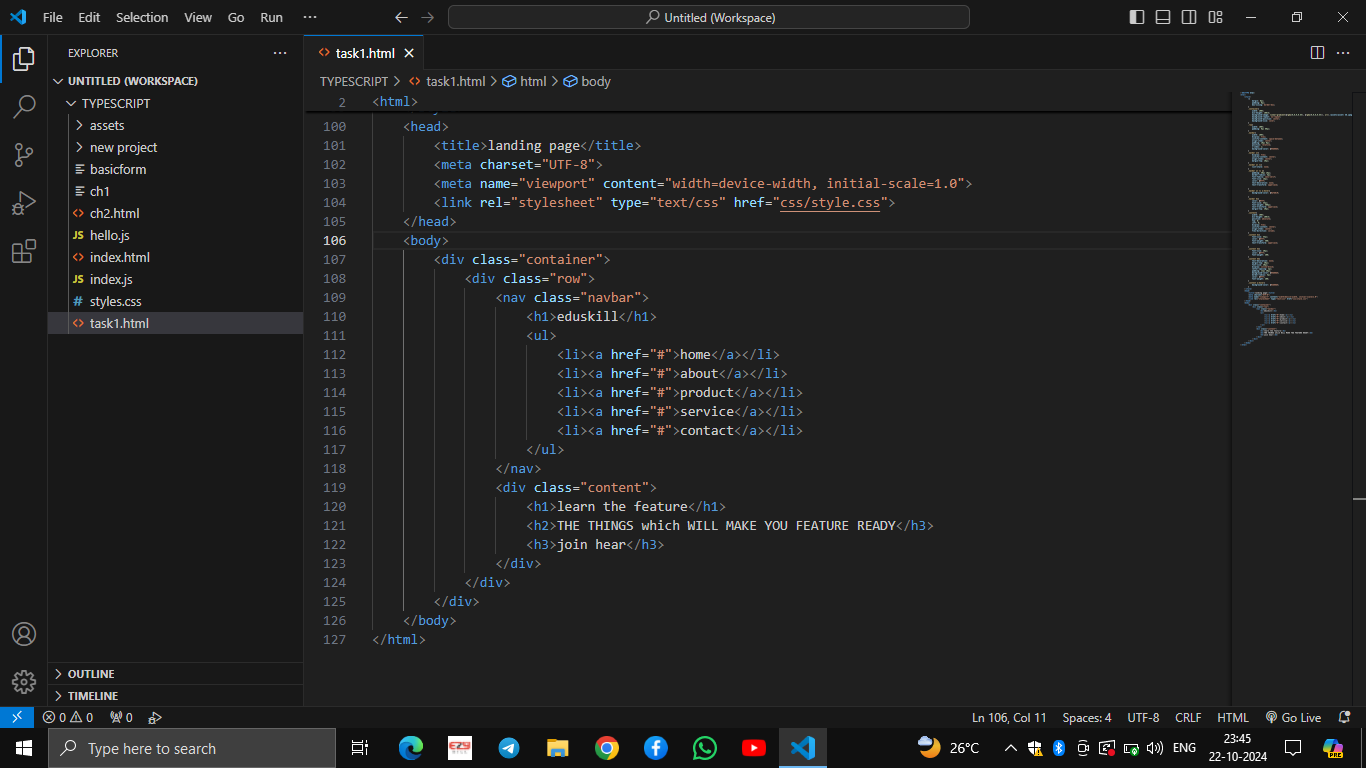 File Edit Selection View Go Run ··· Untitled (Workspace)
EXPLORER ···
UNTITLED (WORKSPACE)
TYPESCRIPT
assets
new project
basicform
ch1
ch2.html
JS hello.js
index.html
JS index.js
# styles.css
task1.html
OUTLINE
TIMELINE
task1.html
TYPESCRIPT > task1.html > html > body
2 <html>
100 <head>
101 <title>landing page</title>
102 <meta charset="UTF-8">
103 <meta name="viewport" content="width=device-width, initial-scale=1.0">
104 <link rel="stylesheet" type="text/css" href="css/style.css">
105 </head>
106 <body>
107 <div class="container">
108 <div class="row">
109 <nav class="navbar">
110 <h1>eduskill</h1>
111 <ul>
112 <li><a href="#">home</a></li>
113 <li><a href="#">about</a></li>
114 <li><a href="#">product</a></li>
115 <li><a href="#">service</a></li>
116 <li><a href="#">contact</a></li>
117 </ul>
118 </nav>
119 <div class="content">
120 <h1>learn the feature</h1>
121 <h2>THE THINGS which WILL MAKE YOU FEATURE READY</h3>
122 <h3>join hear</h3>
123 </div>
124 </div>
125 </div>
126 </body>
127 </html>
0 0 0 Ln 106, Col 11 Spaces: 4 UTF-8 CRLF HTML Go Live
Type here to search 26°C ENG 23:45
22-10-2024
PRE